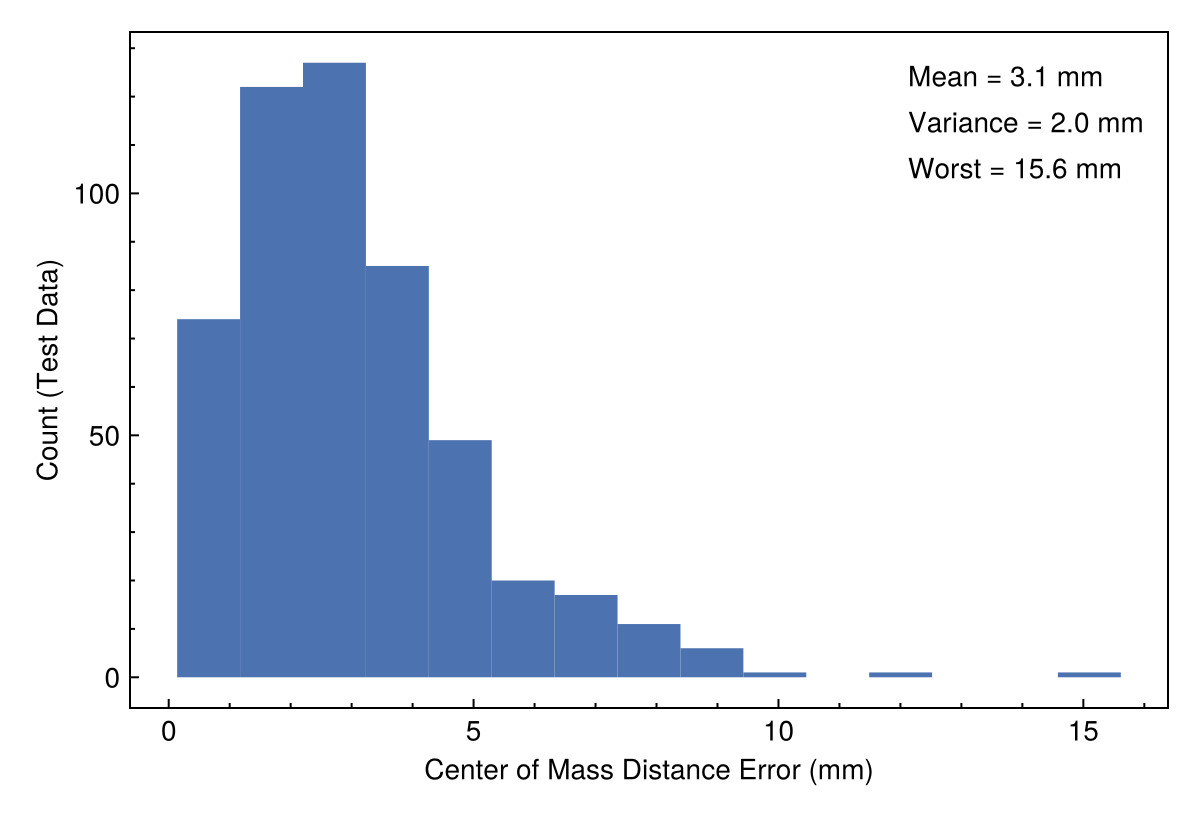 Mean = 3.1 mm
Variance = 2.0 mm
Worst = 15.6 mm
100
50
0
Count (Test Data)
0 5 10 15
Center of Mass Distance Error (mm)